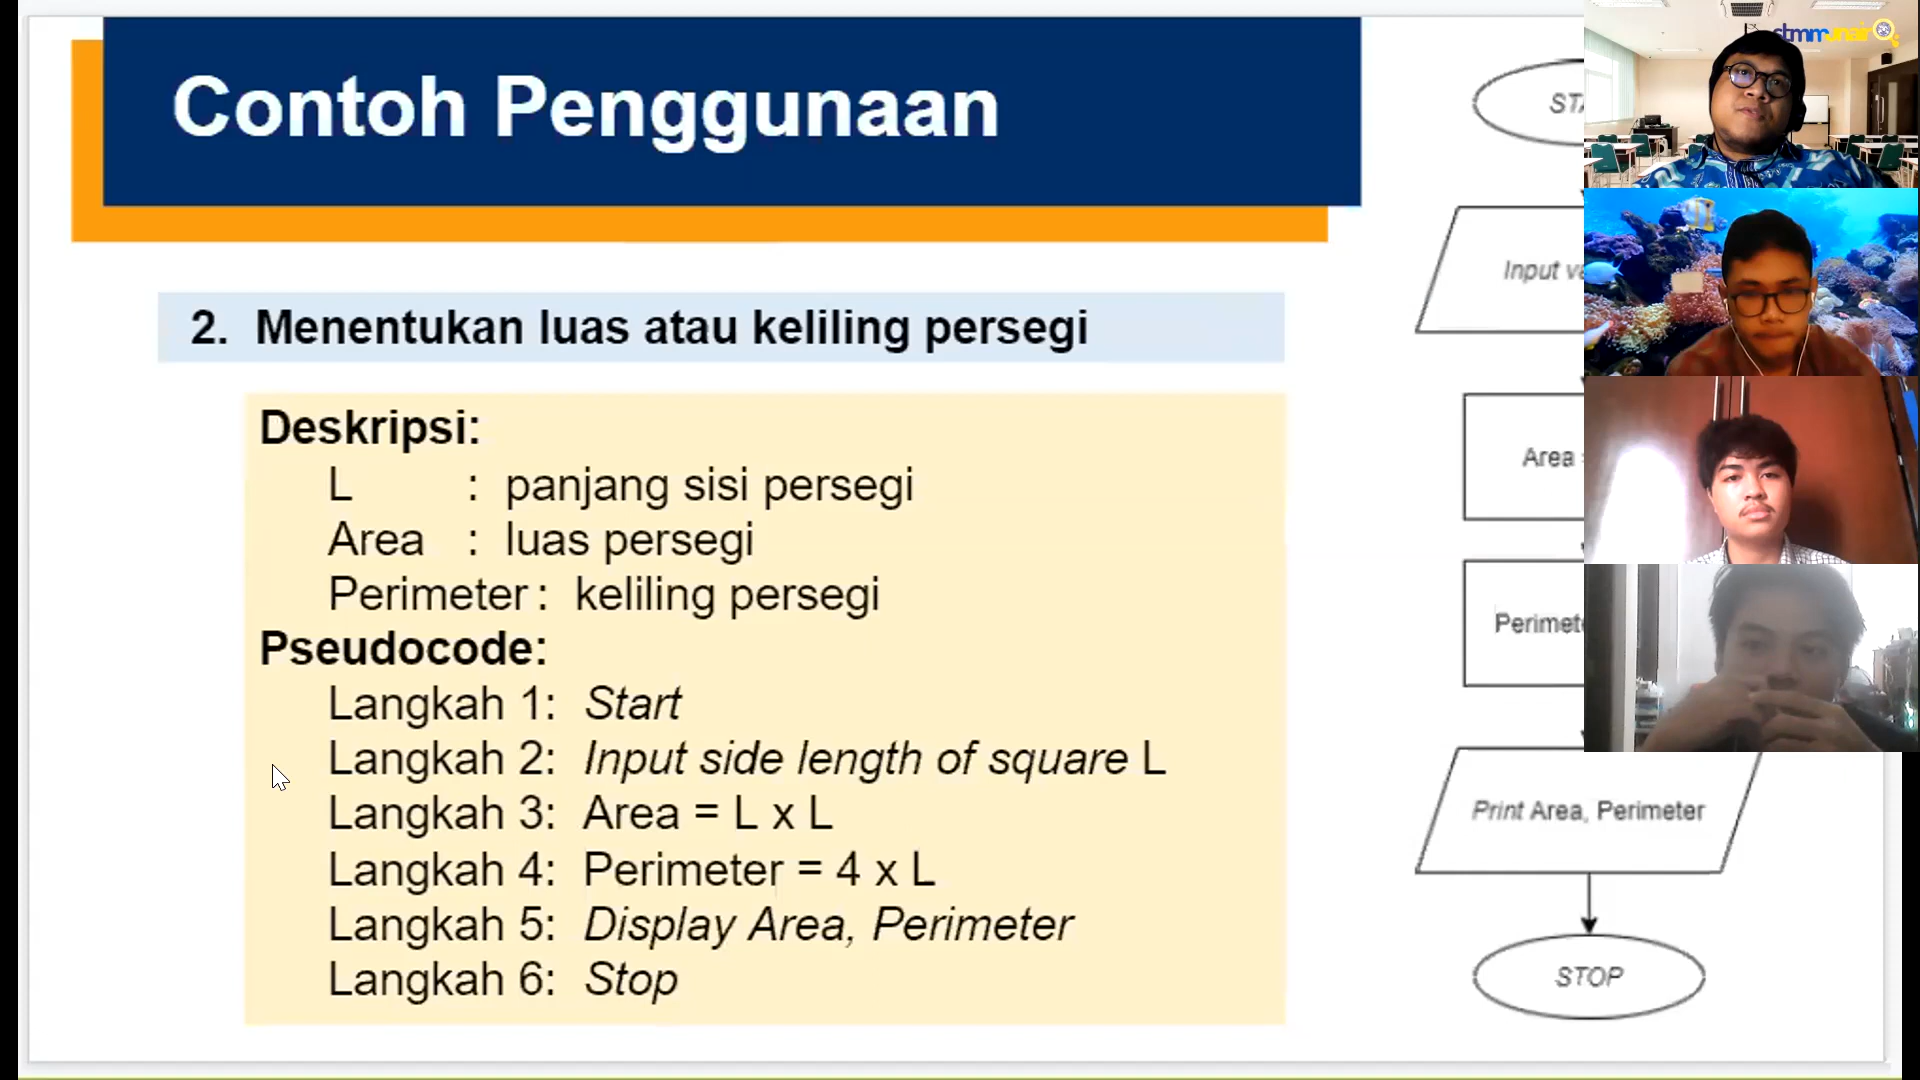 Contoh Penggunaan
2. Menentukan luas atau keliling persegi
Deskripsi:
L : panjang sisi persegi
Area : luas persegi
Perimeter : keliling persegi
Pseudocode:
Langkah 1: Start
Langkah 2: Input side length of square L
Langkah 3: Area = L x L
Langkah 4: Perimeter = 4 x L
Langkah 5: Display Area, Perimeter
Langkah 6: Stop
Input
Area
Print Area, Perimeter
STOP